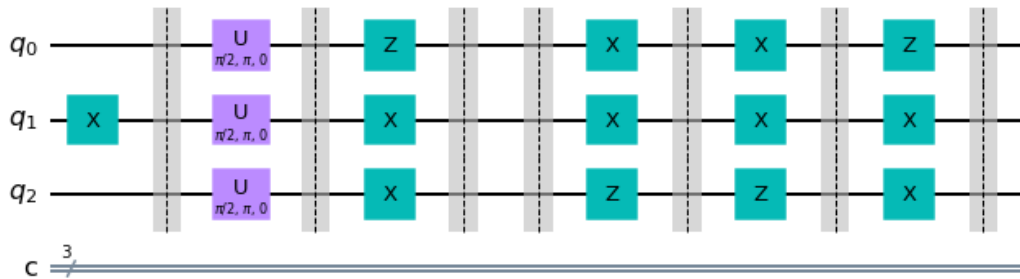 q0 U π/2, π, 0 Z X X Z
q1 X U π/2, π, 0 X X X X
q2 U π/2, π, 0 X Z Z X
3
c